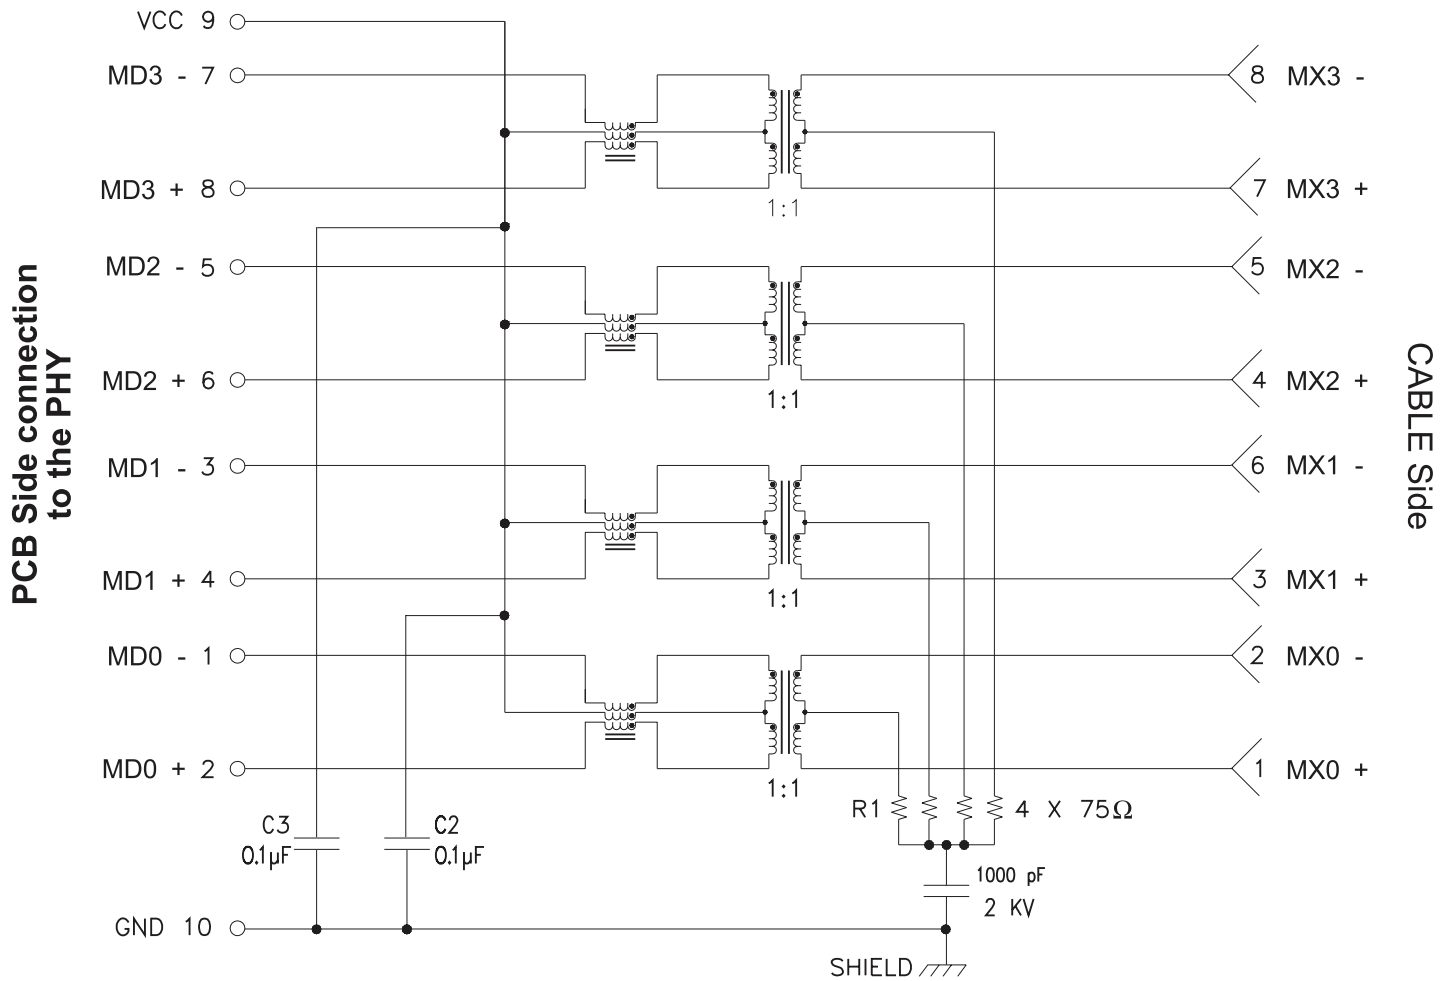 VCC 9
MD3 - 7
8 MX3 -
MD3 + 8
7 MX3 +
1:1
MD2 - 5
5 MX2 -
MD2 + 6
4 MX2 +
1:1
PCB Side connection
to the PHY
CABLE Side
MD1 - 3
6 MX1 -
MD1 + 4
3 MX1 +
1:1
MD0 - 1
2 MX0 -
MD0 + 2
1 MX0 +
1:1
R1
4 X 75Ω
C3
0.1µF
C2
0.1µF
1000 pF
2 KV
GND 10
SHIELD